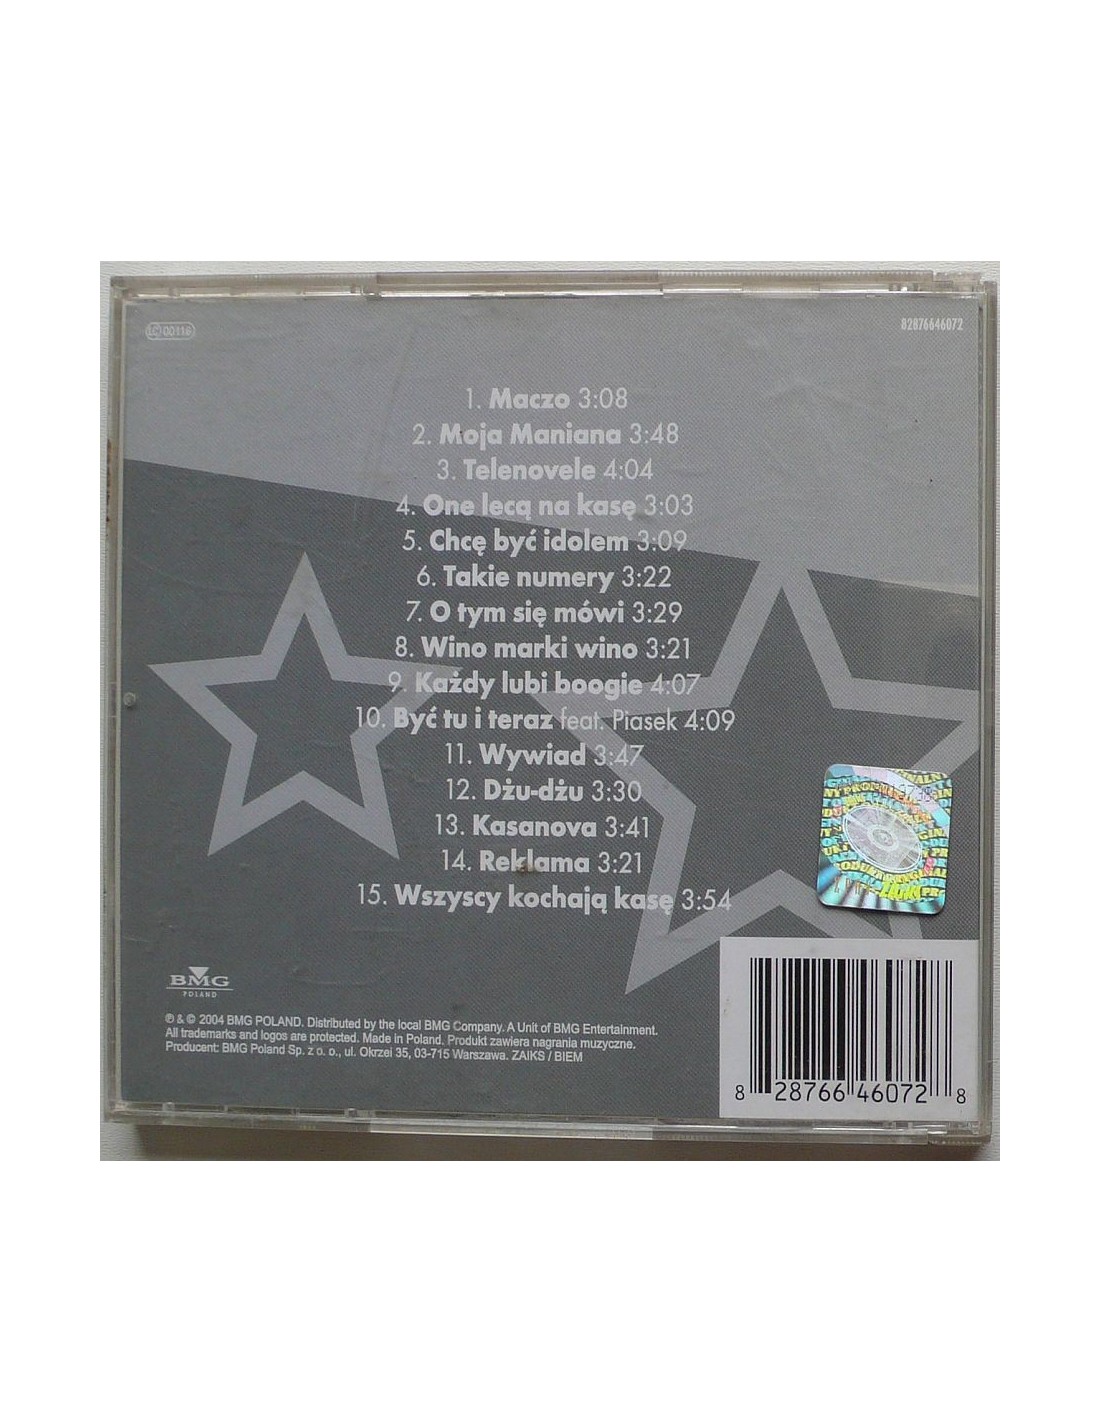 LC 00116
82876646072
1. Maczo 3:08
2. Moja Maniana 3:48
3. Telenovele 4:04
4. One lecą na kasę 3:03
5. Chcę być idolem 3:09
6. Takie numery 3:22
7. O tym się mówi 3:29
8. Wino marki wino 3:21
9. Każdy lubi boogie 4:07
10. Być tu i teraz feat. Piasek 4:09
11. Wywiad 3:47
12. Dżu-dżu 3:30
13. Kasanova 3:41
14. Reklama 3:21
15. Wszyscy kochają kasę 3:54
BMG
POLAND
℗ & © 2004 BMG POLAND. Distributed by the local BMG Company. A Unit of BMG Entertainment.
All trademarks and logos are protected. Made in Poland. Produkt zawiera nagrania muzyczne.
Producent: BMG Poland Sp. z o. o., ul. Okrzei 35, 03-715 Warszawa. ZAIKS / BIEM
8 28766 46072 8